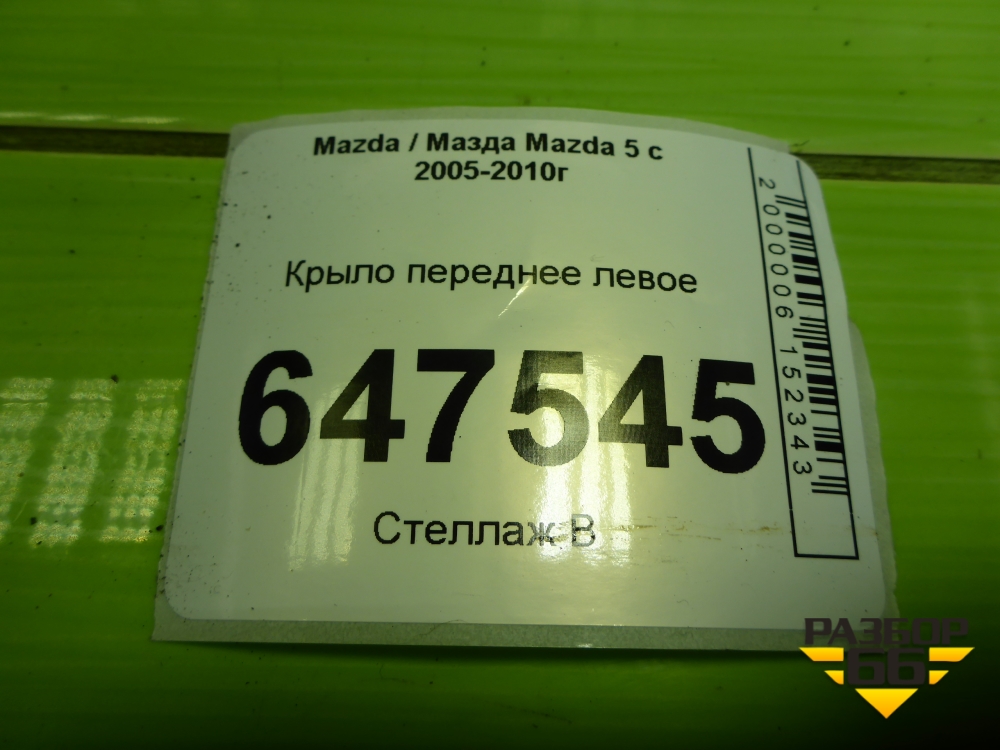 Mazda / Мазда Mazda 5 с
2005-2010г
Крыло переднее левое
647545
Стеллаж В
2000006152343
РАЗБОР
66